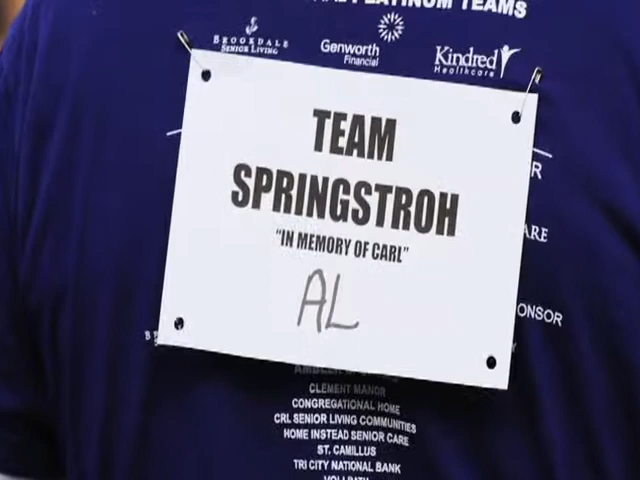 PLATINUM TEAMS
BROOKDALE
SENIOR LIVING
Genworth
Financial
Kindred
Healthcare
TEAM
SPRINGSTROH
"IN MEMORY OF CARL"
AL
CLEMENT MANOR
CONGREGATIONAL HOME
CRL SENIOR LIVING COMMUNITIES
HOME INSTEAD SENIOR CARE
ST. CAMILLUS
TRI CITY NATIONAL BANK